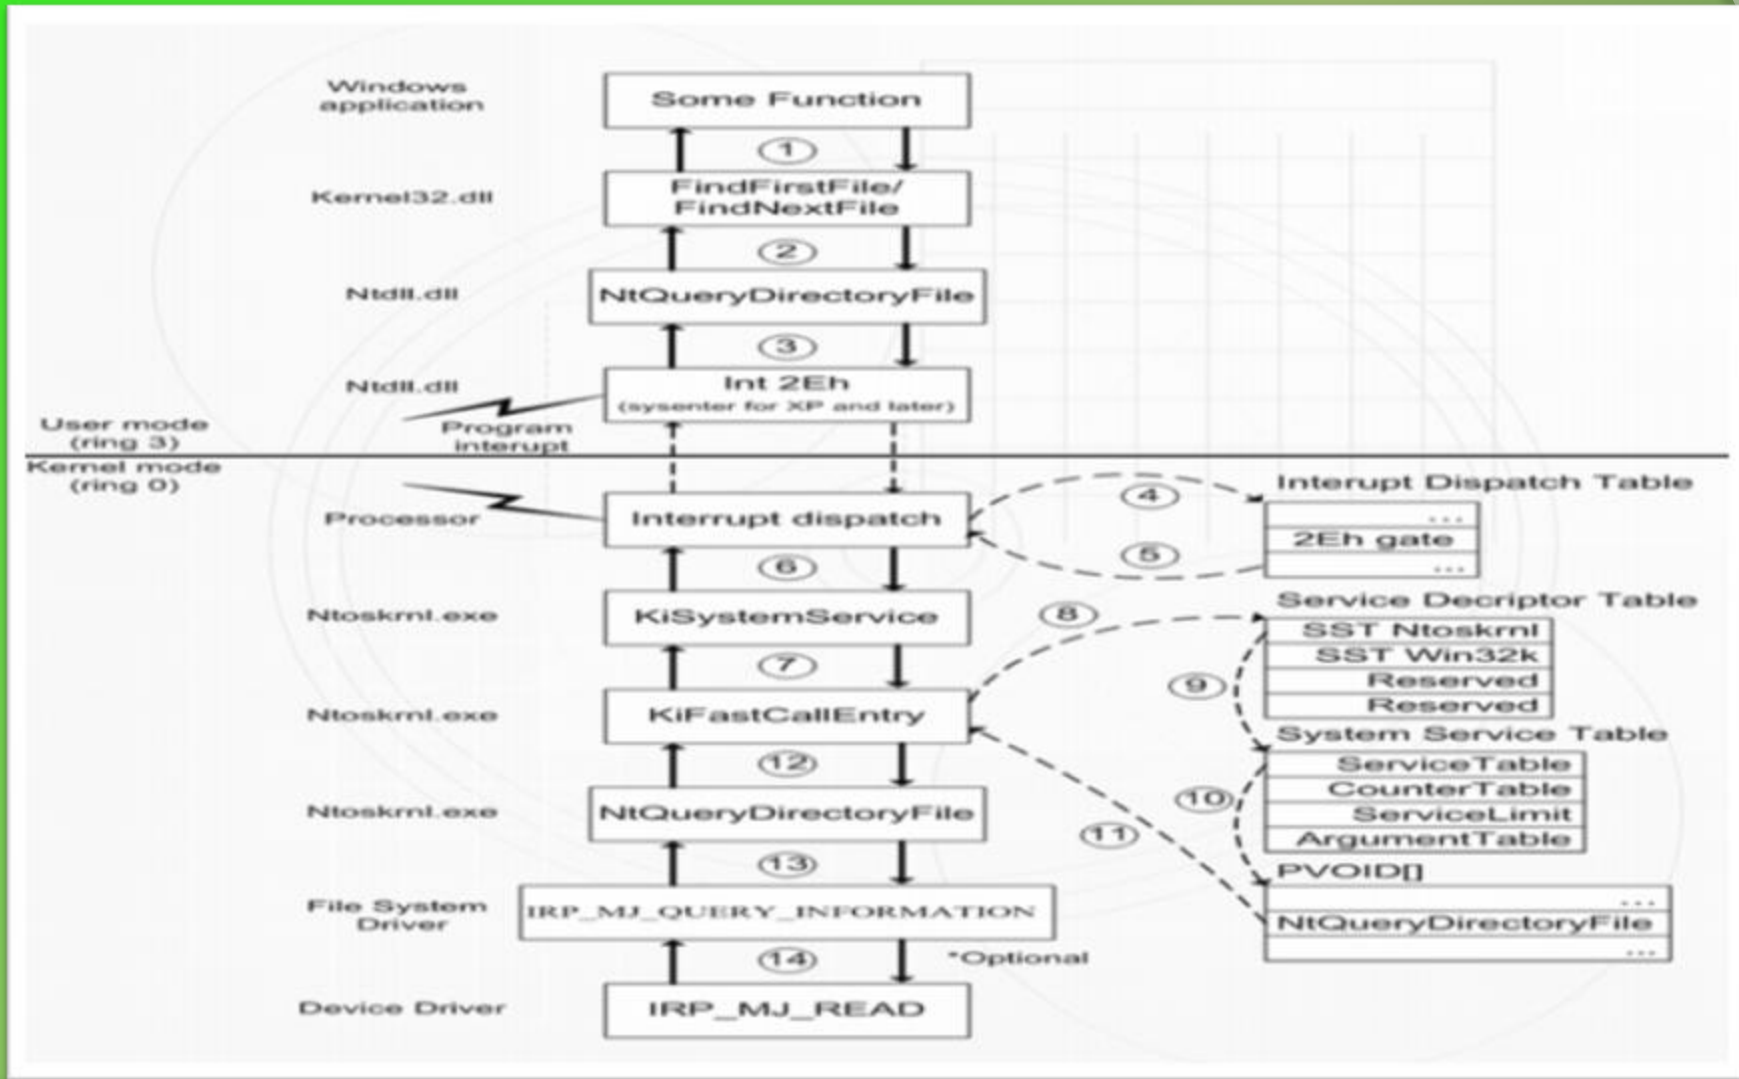 Windows
application
Some Function
1
Kernel32.dll
FindFirstFile/
FindNextFile
2
Ntdll.dll
NtQueryDirectoryFile
3
Ntdll.dll
Int 2Eh
(sysenter for XP and later)
User mode
(ring 3)
Program
interupt
Kernel mode
(ring 0)
Processor
Interrupt dispatch
4
5
Interupt Dispatch Table
...
2Eh gate
...
6
Ntoskrnl.exe
KiSystemService
7
8
Service Decriptor Table
SST Ntoskrnl
SST Win32k
Reserved
Reserved
9
Ntoskrnl.exe
KiFastCallEntry
System Service Table
ServiceTable
CounterTable
ServiceLimit
ArgumentTable
10
11
12
Ntoskrnl.exe
NtQueryDirectoryFile
13
PVOID[]
...
NtQueryDirectoryFile
...
File System
Driver
IRP_MJ_QUERY_INFORMATION
14
*Optional
Device Driver
IRP_MJ_READ